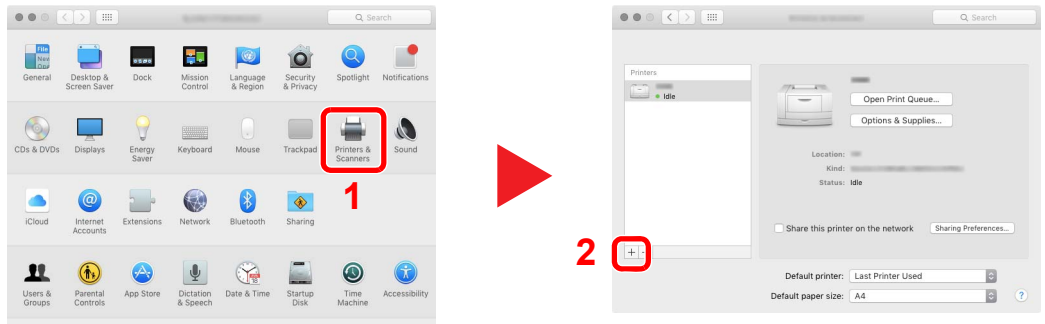 Search
General
Desktop &
Screen Saver
Dock
Mission
Control
Language
& Region
Security
& Privacy
Spotlight
Notifications
CDs & DVDs
Displays
Energy
Saver
Keyboard
Mouse
Trackpad
Printers &
Scanners
Sound
1
iCloud
Internet
Accounts
Extensions
Network
Bluetooth
Sharing
Users &
Groups
Parental
Controls
App Store
Dictation
& Speech
Date & Time
Startup
Disk
Time
Machine
Accessibility
Search
Printers
Idle
Open Print Queue...
Options & Supplies...
Location:
Kind:
Status: Idle
Share this printer on the network
Sharing Preferences...
2
+ -
Default printer: Last Printer Used
Default paper size: A4
?